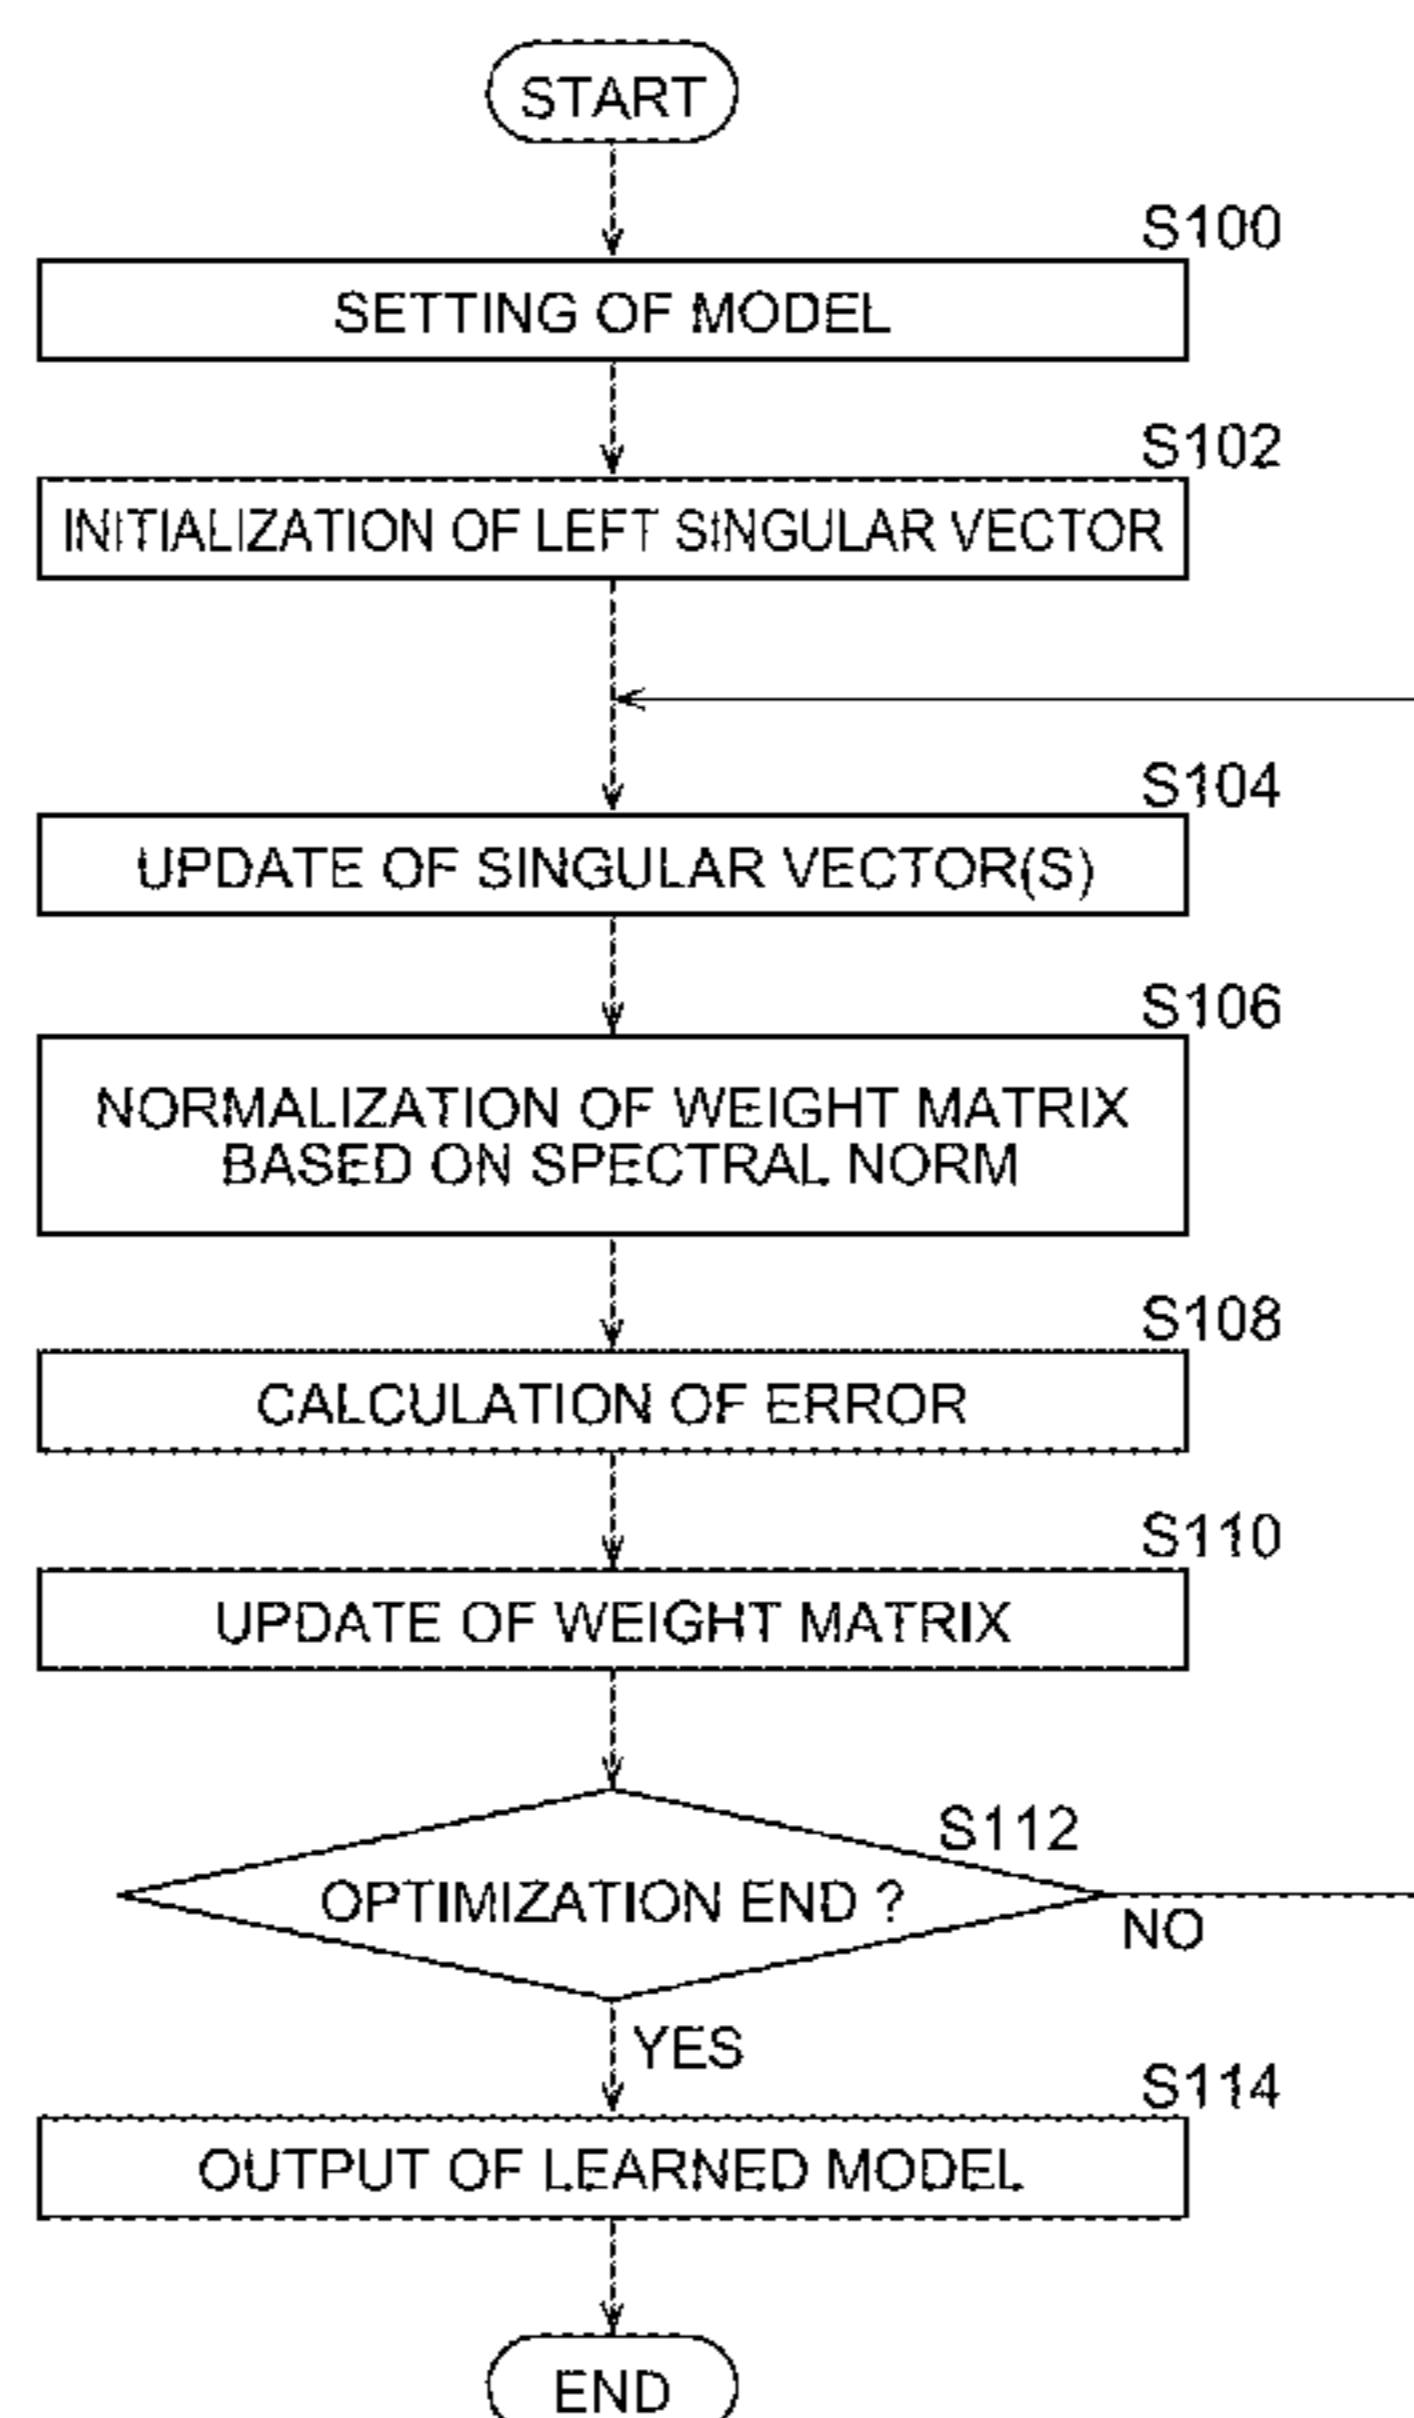 START
S100
SETTING OF MODEL
S102
INITIALIZATION OF LEFT SINGULAR VECTOR
S104
UPDATE OF SINGULAR VECTOR(S)
S106
NORMALIZATION OF WEIGHT MATRIX
BASED ON SPECTRAL NORM
S108
CALCULATION OF ERROR
S110
UPDATE OF WEIGHT MATRIX
S112
OPTIMIZATION END ?
NO
YES
S114
OUTPUT OF LEARNED MODEL
END